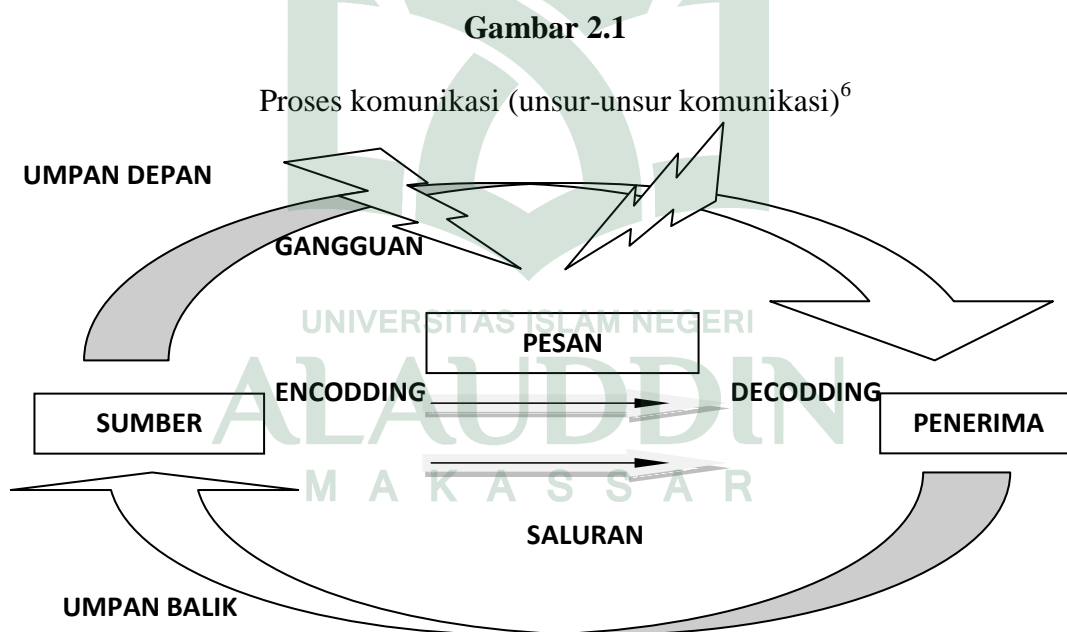 Gambar 2.1
Proses komunikasi (unsur-unsur komunikasi)6
UMPAN DEPAN
GANGGUAN
UNIVERSITAS ISLAM NEGERI
PESAN
ALAUDDIN
ENCODDING
DECODDING
SUMBER
PENERIMA
MAKASSAR
SALURAN
UMPAN BALIK